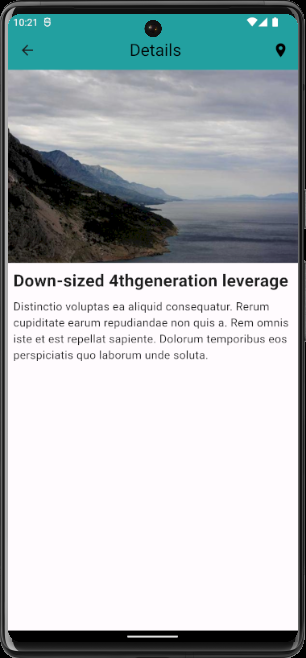 10:21
Details
Down-sized 4thgeneration leverage
Distinctio voluptas ea aliquid consequatur. Rerum
cupiditate earum repudiandae non quis a. Rem omnis
iste et est repellat sapiente. Dolorum temporibus eos
perspiciatis quo laborum unde soluta.